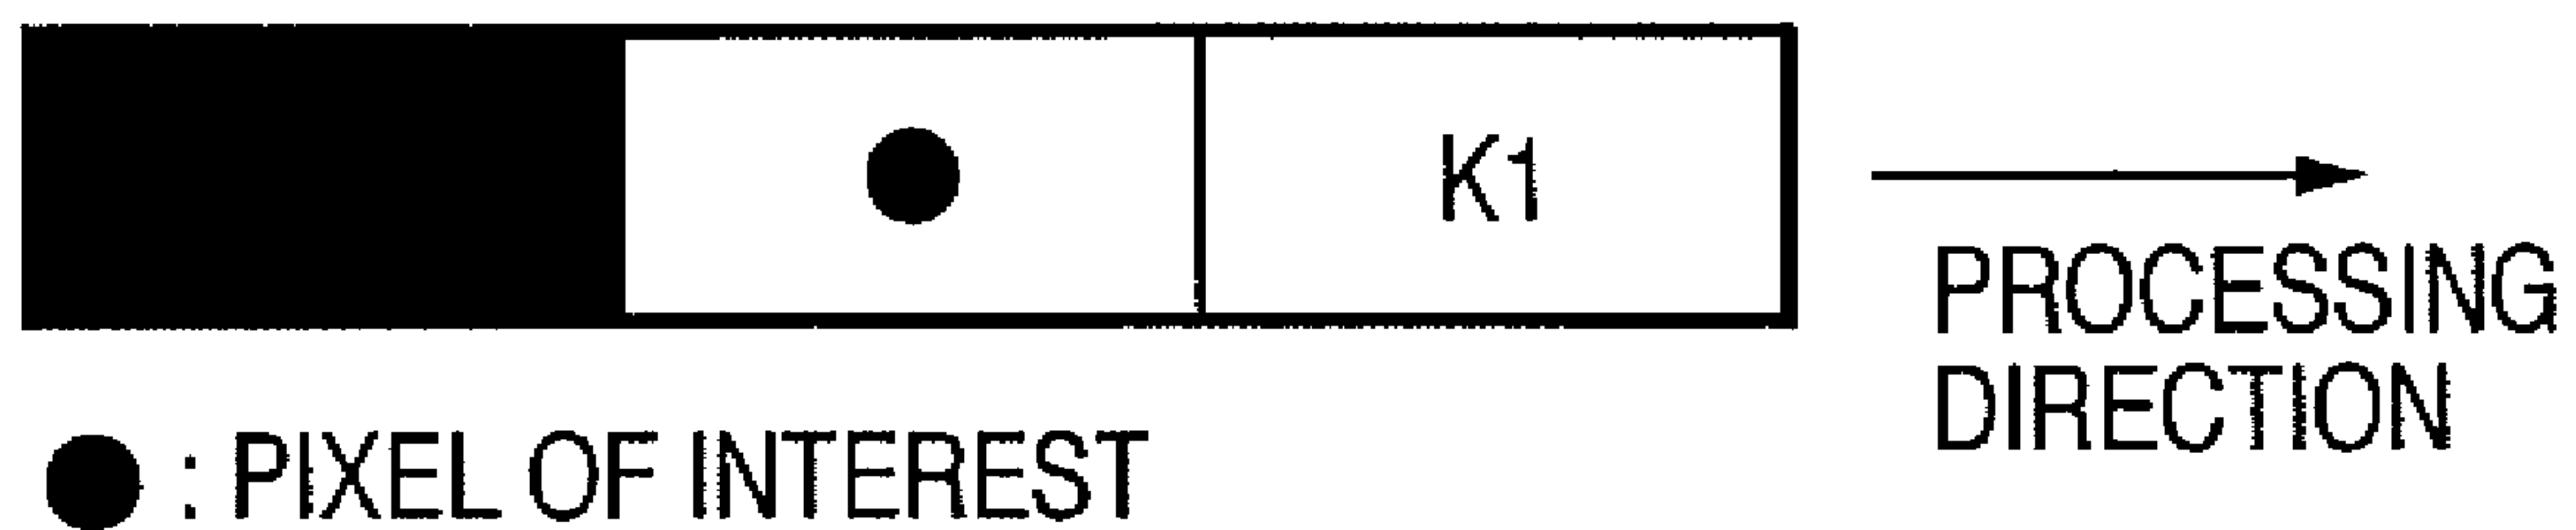 K1
PROCESSING
DIRECTION
: PIXEL OF INTEREST